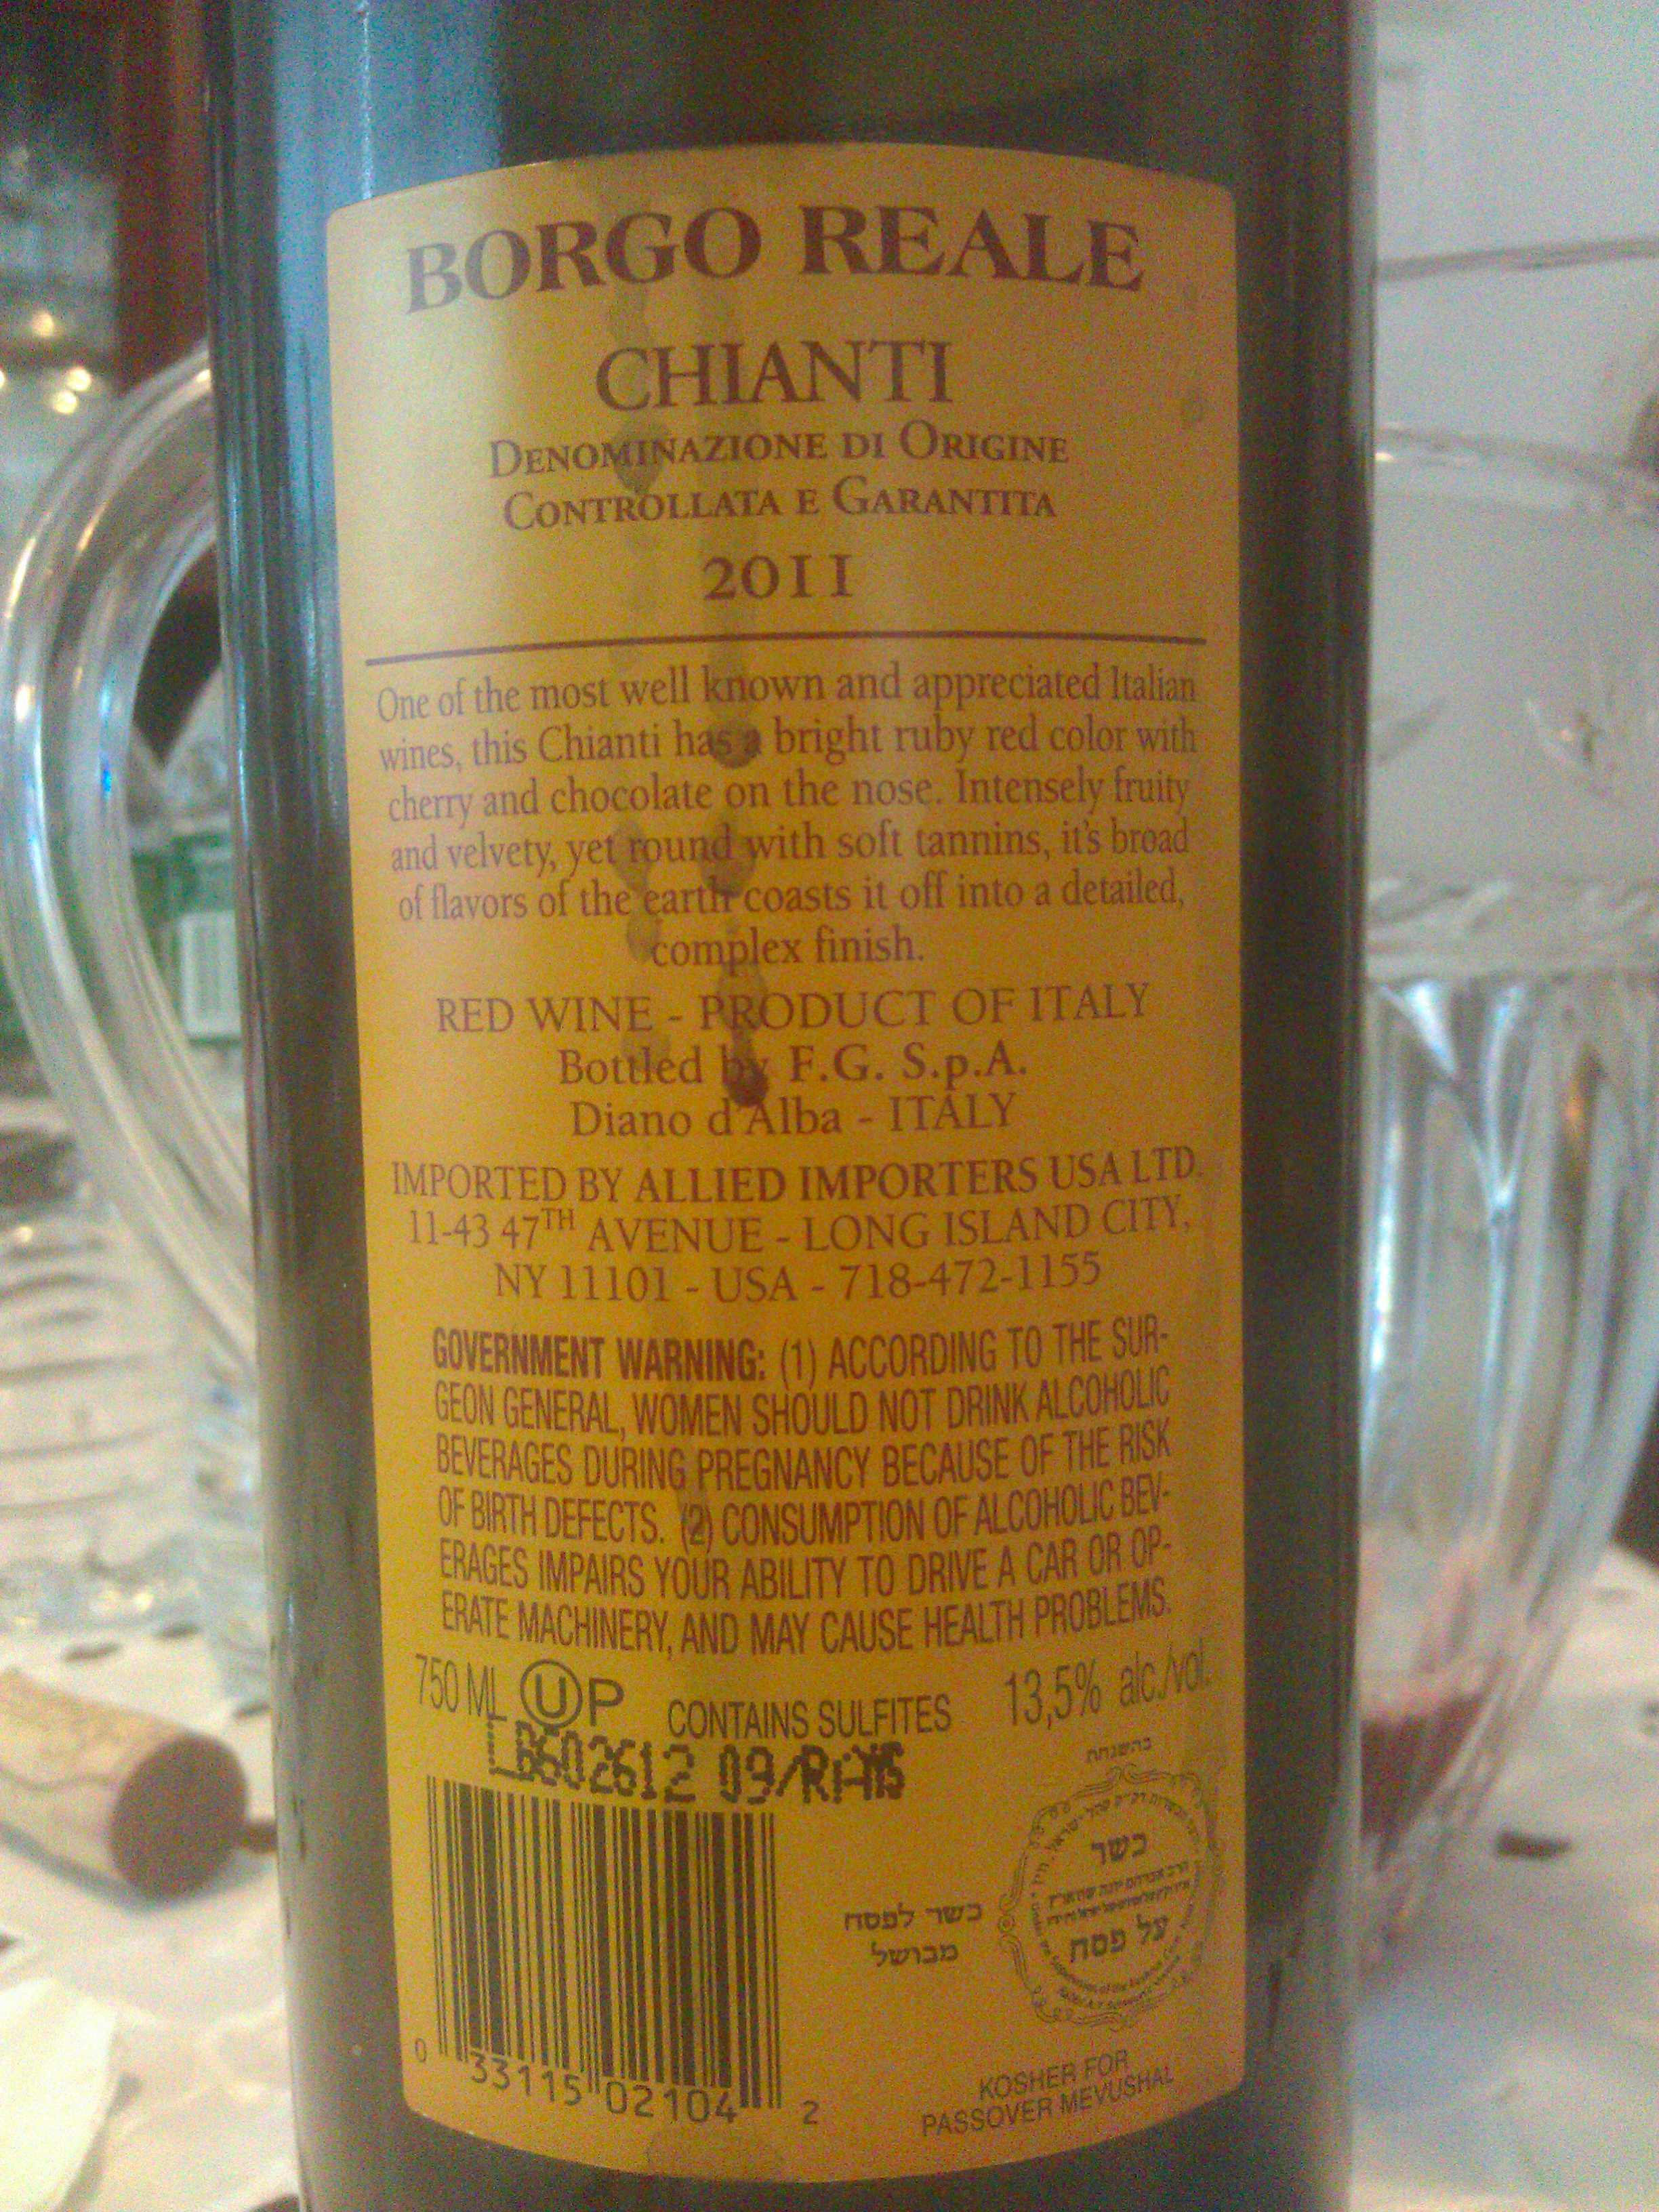 BORGO REALE
CHIANTI
DENOMINAZIONE DI ORIGINE
CONTROLLATA E GARANTITA
2011
One of the most well known and appreciated Italian
wines, this Chianti has a bright ruby red color with
cherry and chocolate on the nose. Intensely fruity
and velvety, yet round with soft tannins, it's broad
of flavors of the earth coasts it off into a detailed,
complex finish.
RED WINE - PRODUCT OF ITALY
Bottled by F.G. S.p.A.
Diano d'Alba - ITALY
IMPORTED BY ALLIED IMPORTERS USA LTD.
11-43 47TH AVENUE - LONG ISLAND CITY,
NY 11101 - USA - 718-472-1155
GOVERNMENT WARNING: (1) ACCORDING TO THE SUR-
GEON GENERAL, WOMEN SHOULD NOT DRINK ALCOHOLIC
BEVERAGES DURING PREGNANCY BECAUSE OF THE RISK
OF BIRTH DEFECTS. (2) CONSUMPTION OF ALCOHOLIC BEV-
ERAGES IMPAIRS YOUR ABILITY TO DRIVE A CAR OR OP-
ERATE MACHINERY, AND MAY CAUSE HEALTH PROBLEMS.
750 ML U P CONTAINS SULFITES 13,5% alc./vol.
בהשגחת
כשר
על פסח
כשר לפסח
מבושל
0 33115 02104 2
KOSHER FOR
PASSOVER MEVUSHAL